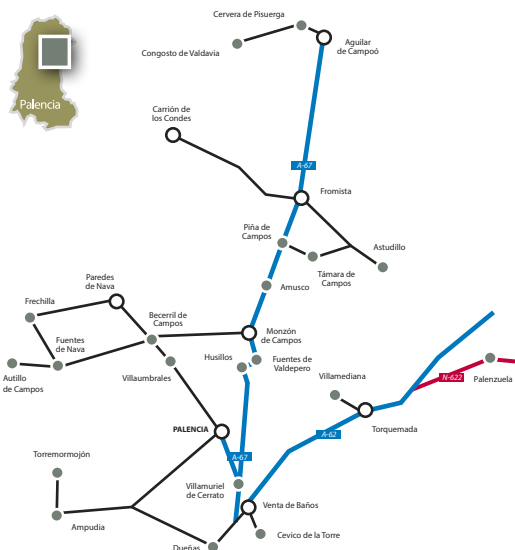 Cervera de Pisuerga
Aguilar
de Campoó
Congosto de Valdavia
Palencia
Carrión de
los Condes
A-67
Fromista
Piña de
Campos
Astudillo
Támara de
Campos
Amusco
Paredes
de Nava
Frechilla
Becerril de
Campos
Monzón
de Campos
Fuentes
de Nava
Husillos
Fuentes de
Valdepero
Autillo
de Campos
Villaumbrales
Villamediana
N-622
Palenzuela
PALENCIA
Torquemada
A-62
Torremormojón
A-67
Villamuriel
de Cerrato
Venta de Baños
Ampudia
Cevico de la Torre
Dueñas